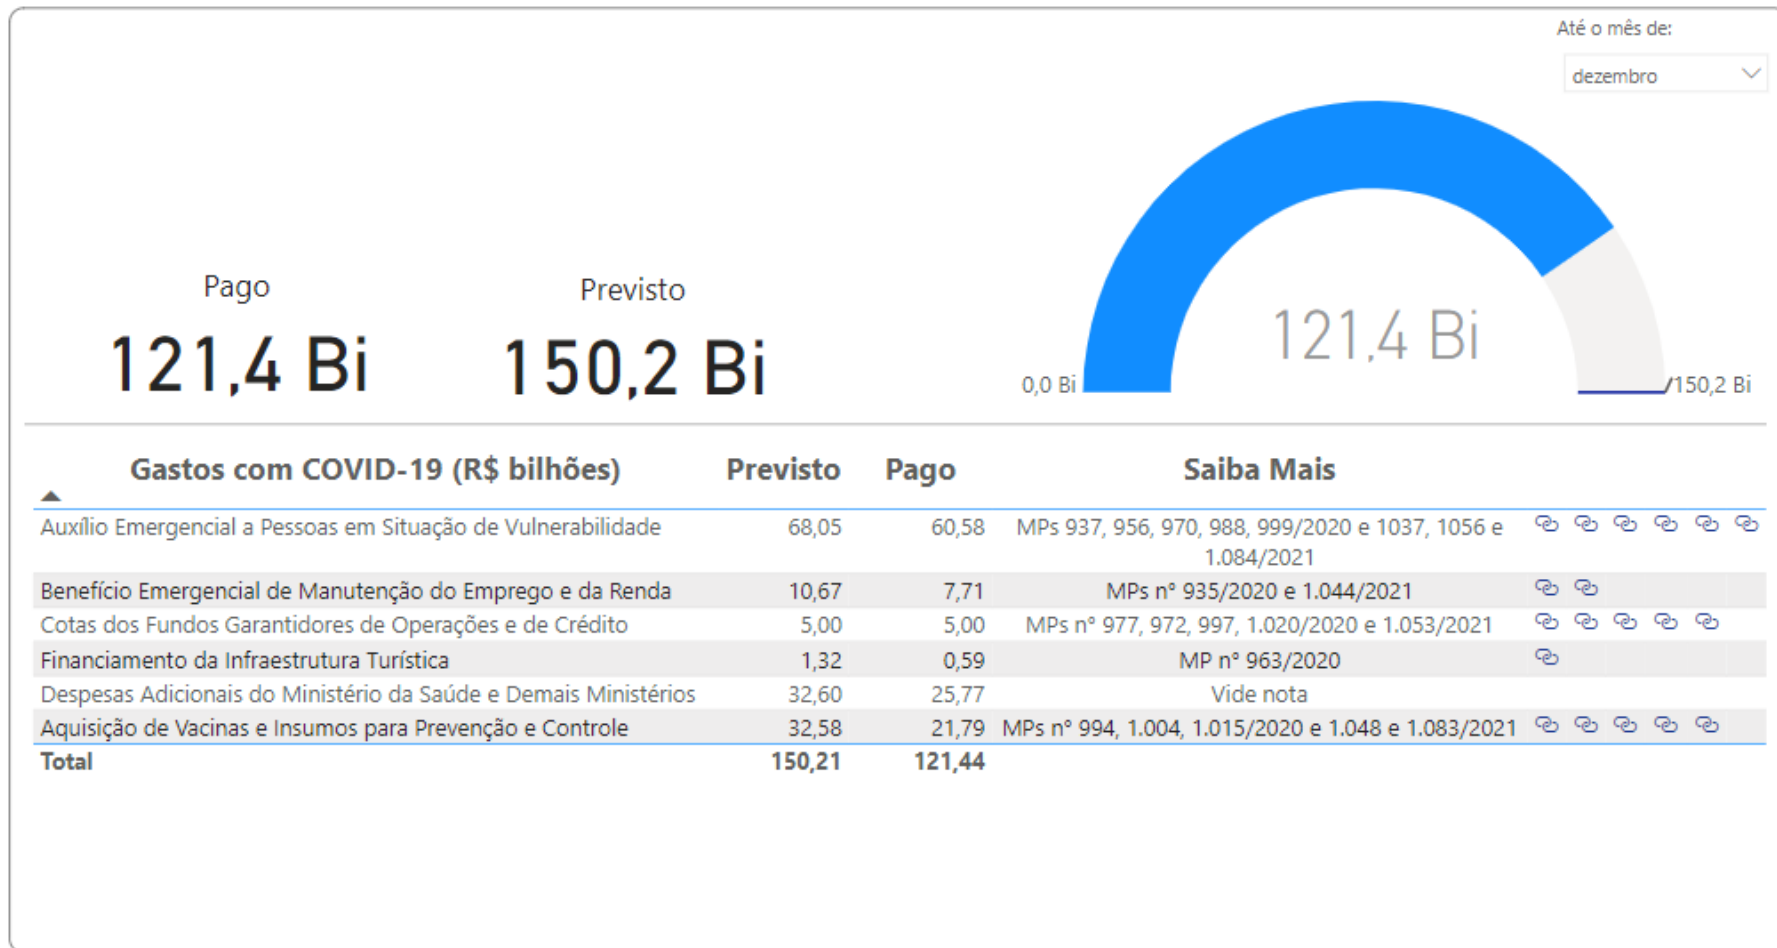 Até o mês de:
dezembro
Pago
Previsto
121,4 Bi
150,2 Bi
121,4 Bi
0,0 Bi
150,2 Bi
Gastos com COVID-19 (R$ bilhões) Previsto Pago Saiba Mais
Auxílio Emergencial a Pessoas em Situação de Vulnerabilidade 68,05 60,58 MPs 937, 956, 970, 988, 999/2020 e 1037, 1056 e
1.084/2021
Benefício Emergencial de Manutenção do Emprego e da Renda 10,67 7,71 MPs nº 935/2020 e 1.044/2021
Cotas dos Fundos Garantidores de Operações e de Crédito 5,00 5,00 MPs nº 977, 972, 997, 1.020/2020 e 1.053/2021
Financiamento da Infraestrutura Turística 1,32 0,59 MP nº 963/2020
Despesas Adicionais do Ministério da Saúde e Demais Ministérios 32,60 25,77 Vide nota
Aquisição de Vacinas e Insumos para Prevenção e Controle 32,58 21,79 MPs nº 994, 1.004, 1.015/2020 e 1.048 e 1.083/2021
Total 150,21 121,44